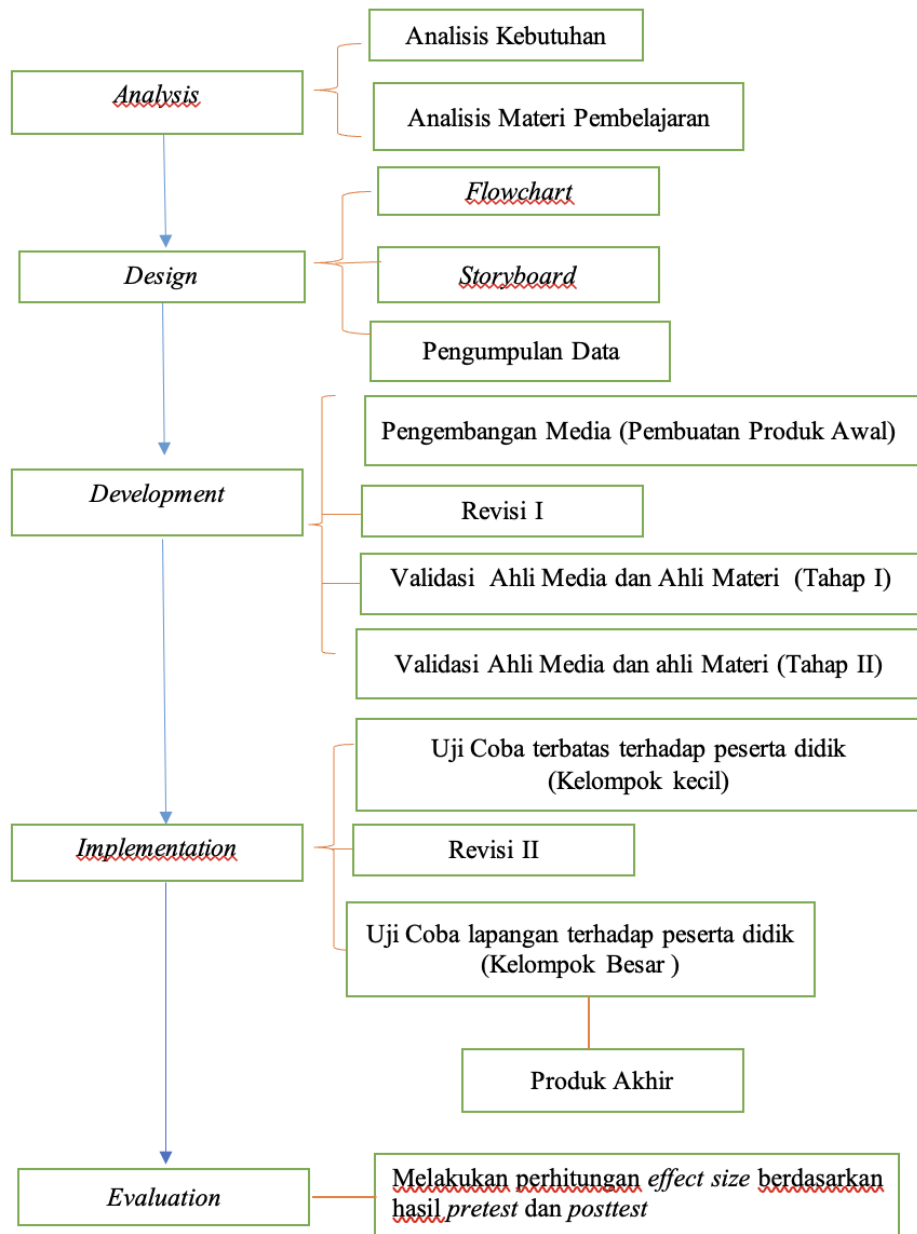 Analisis Kebutuhan
Analysis
Analisis Materi Pembelajaran
Flowchart
Design
Storyboard
Pengumpulan Data
Pengembangan Media (Pembuatan Produk Awal)
Development
Revisi I
Validasi Ahli Media dan Ahli Materi (Tahap I)
Validasi Ahli Media dan ahli Materi (Tahap II)
Uji Coba terbatas terhadap peserta didik
(Kelompok kecil)
Implementation
Revisi II
Uji Coba lapangan terhadap peserta didik
(Kelompok Besar )
Produk Akhir
Evaluation
Melakukan perhitungan effect size berdasarkan
hasil pretest dan posttest